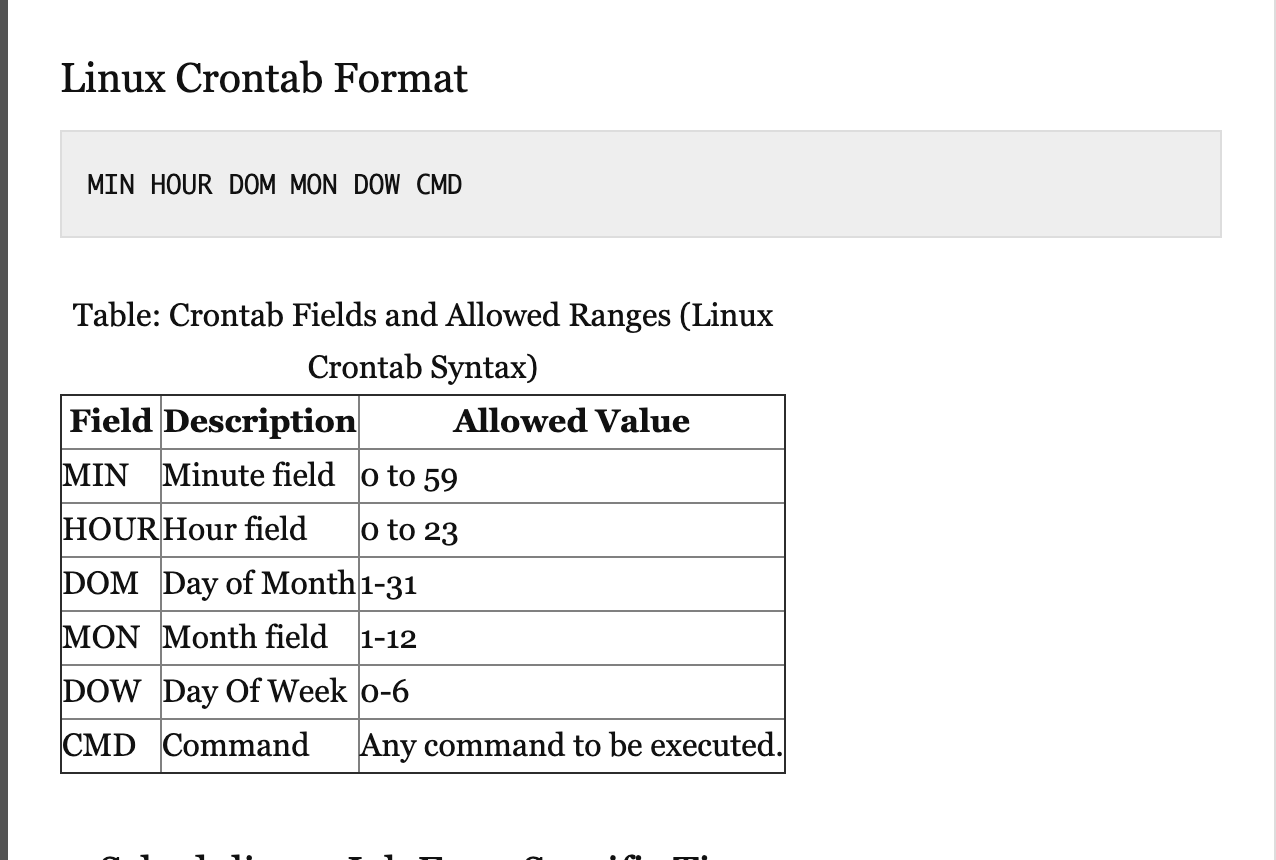 Linux Crontab Format
MIN HOUR DOM MON DOW CMD
Table: Crontab Fields and Allowed Ranges (Linux
Crontab Syntax)
Field Description Allowed Value
MIN Minute field 0 to 59
HOUR Hour field 0 to 23
DOM Day of Month 1-31
MON Month field 1-12
DOW Day Of Week 0-6
CMD Command Any command to be executed.